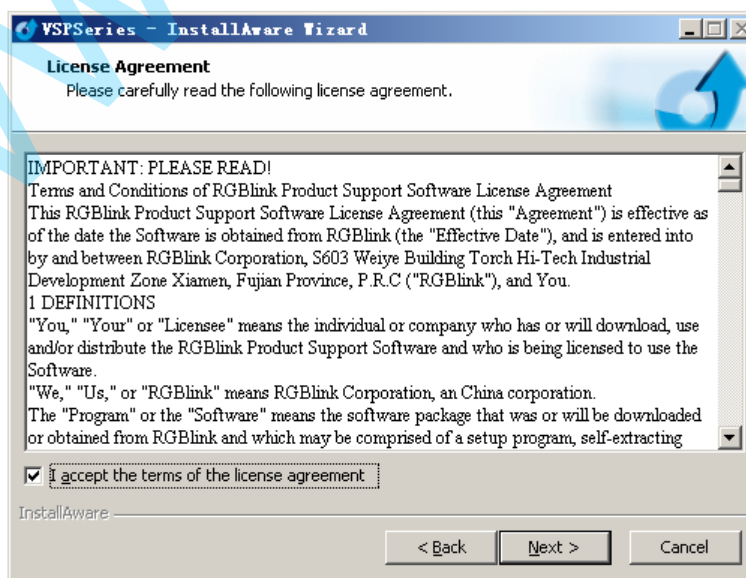 VSPSeries - InstallAware Wizard
License Agreement
Please carefully read the following license agreement.
IMPORTANT: PLEASE READ!
Terms and Conditions of RGBlink Product Support Software License Agreement
This RGBlink Product Support Software License Agreement (this "Agreement") is effective as
of the date the Software is obtained from RGBlink (the "Effective Date"), and is entered into
by and between RGBlink Corporation, S603 Weiye Building Torch Hi-Tech Industrial
Development Zone Xiamen, Fujian Province, P.R.C ("RGBlink"), and You.
1 DEFINITIONS
"You," "Your" or "Licensee" means the individual or company who has or will download, use
and/or distribute the RGBlink Product Support Software and who is being licensed to use the
Software.
"We," "Us," or "RGBlink" means RGBlink Corporation, an China corporation.
The "Program" or the "Software" means the software package that was or will be downloaded
or obtained from RGBlink and which may be comprised of a setup program, self-extracting
I accept the terms of the license agreement
InstallAware
< Back Next > Cancel